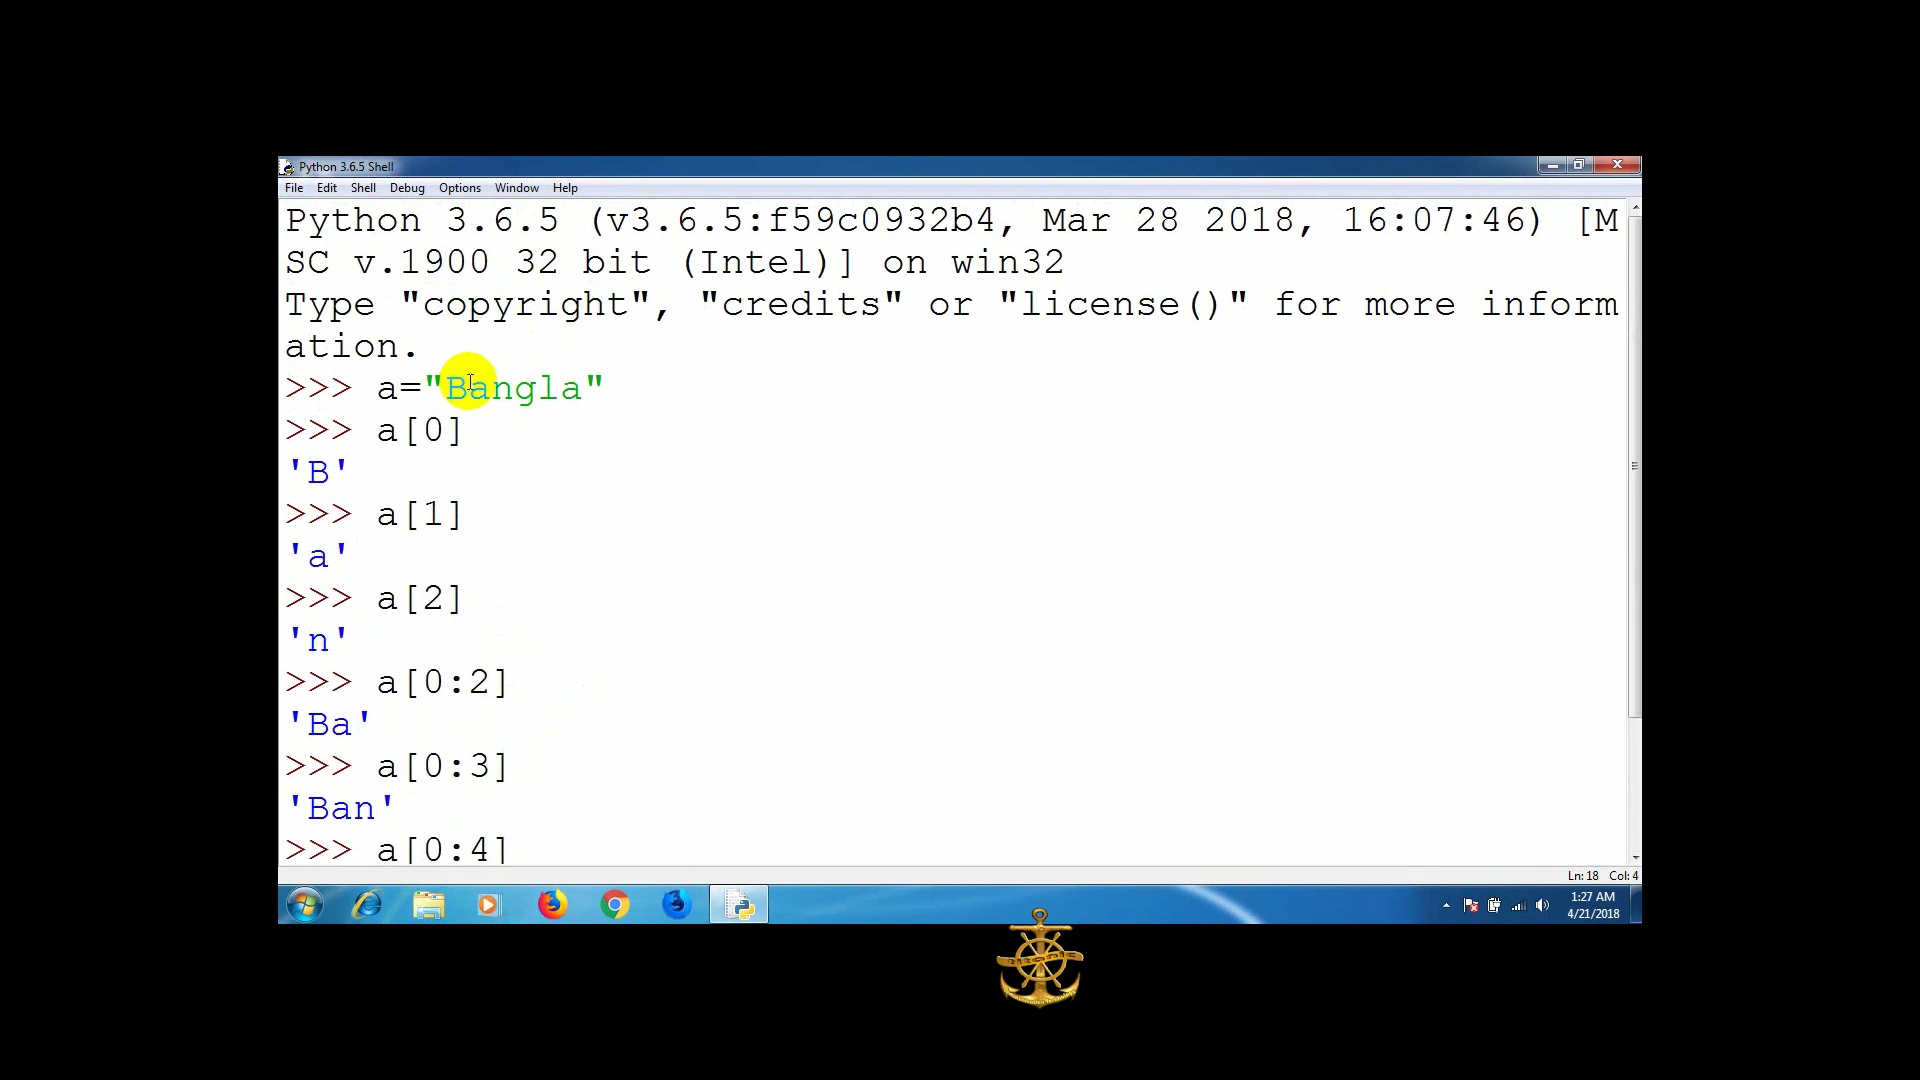 Python 3.6.5 Shell
File Edit Shell Debug Options Window Help
Python 3.6.5 (v3.6.5:f59c0932b4, Mar 28 2018, 16:07:46) [M
SC v.1900 32 bit (Intel)] on win32
Type "copyright", "credits" or "license()" for more inform
ation.
>>> a="Bangla"
>>> a[0]
'B'
>>> a[1]
'a'
>>> a[2]
'n'
>>> a[0:2]
'Ba'
>>> a[0:3]
'Ban'
>>> a[0:4]
Ln: 18 Col: 4
1:27 AM
4/21/2018